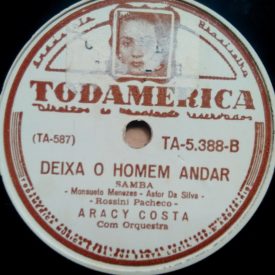 TODAMERICA
(TA-587) TA-5.388-B
DEIXA O HOMEM ANDAR
SAMBA
- Monsueto Menezes - Astor Da Silva -
- Rossini Pacheco -
ARACY COSTA
Com Orquestra